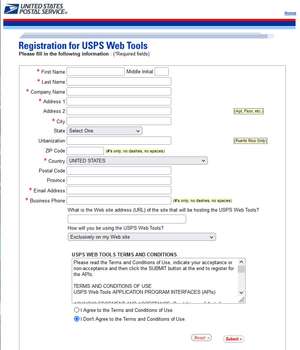 UNITED STATES
POSTAL SERVICE
Home
Registration for USPS Web Tools
Please fill in the following information (*Required fields)
* First Name Middle Initial
* Last Name
* Company Name
* Address 1
Address 2 (Apt, floor, etc.)
* City
State Select One
Urbanization (Puerto Rico Only)
ZIP Code (#'s only, no dashes, no spaces)
* Country UNITED STATES
Postal Code
Province
* Email Address
* Business Phone (#'s only, no dashes, no spaces)
What is the Web site address (URL) of the site that will be hosting the USPS Web Tools?
How will you be using the USPS Web Tools?
Exclusively on my Web site
USPS WEB TOOLS TERMS AND CONDITIONS
Please read the Terms and Conditions of Use, indicate your acceptance or
non-acceptance and then click the SUBMIT button at the end to register for
the APIs.
TERMS AND CONDITIONS OF USE
USPS Web Tools APPLICATION PROGRAM INTERFACES (APIs)
I Agree to the Terms and Conditions of Use
I Don't Agree to the Terms and Conditions of Use.
Reset >
Submit >